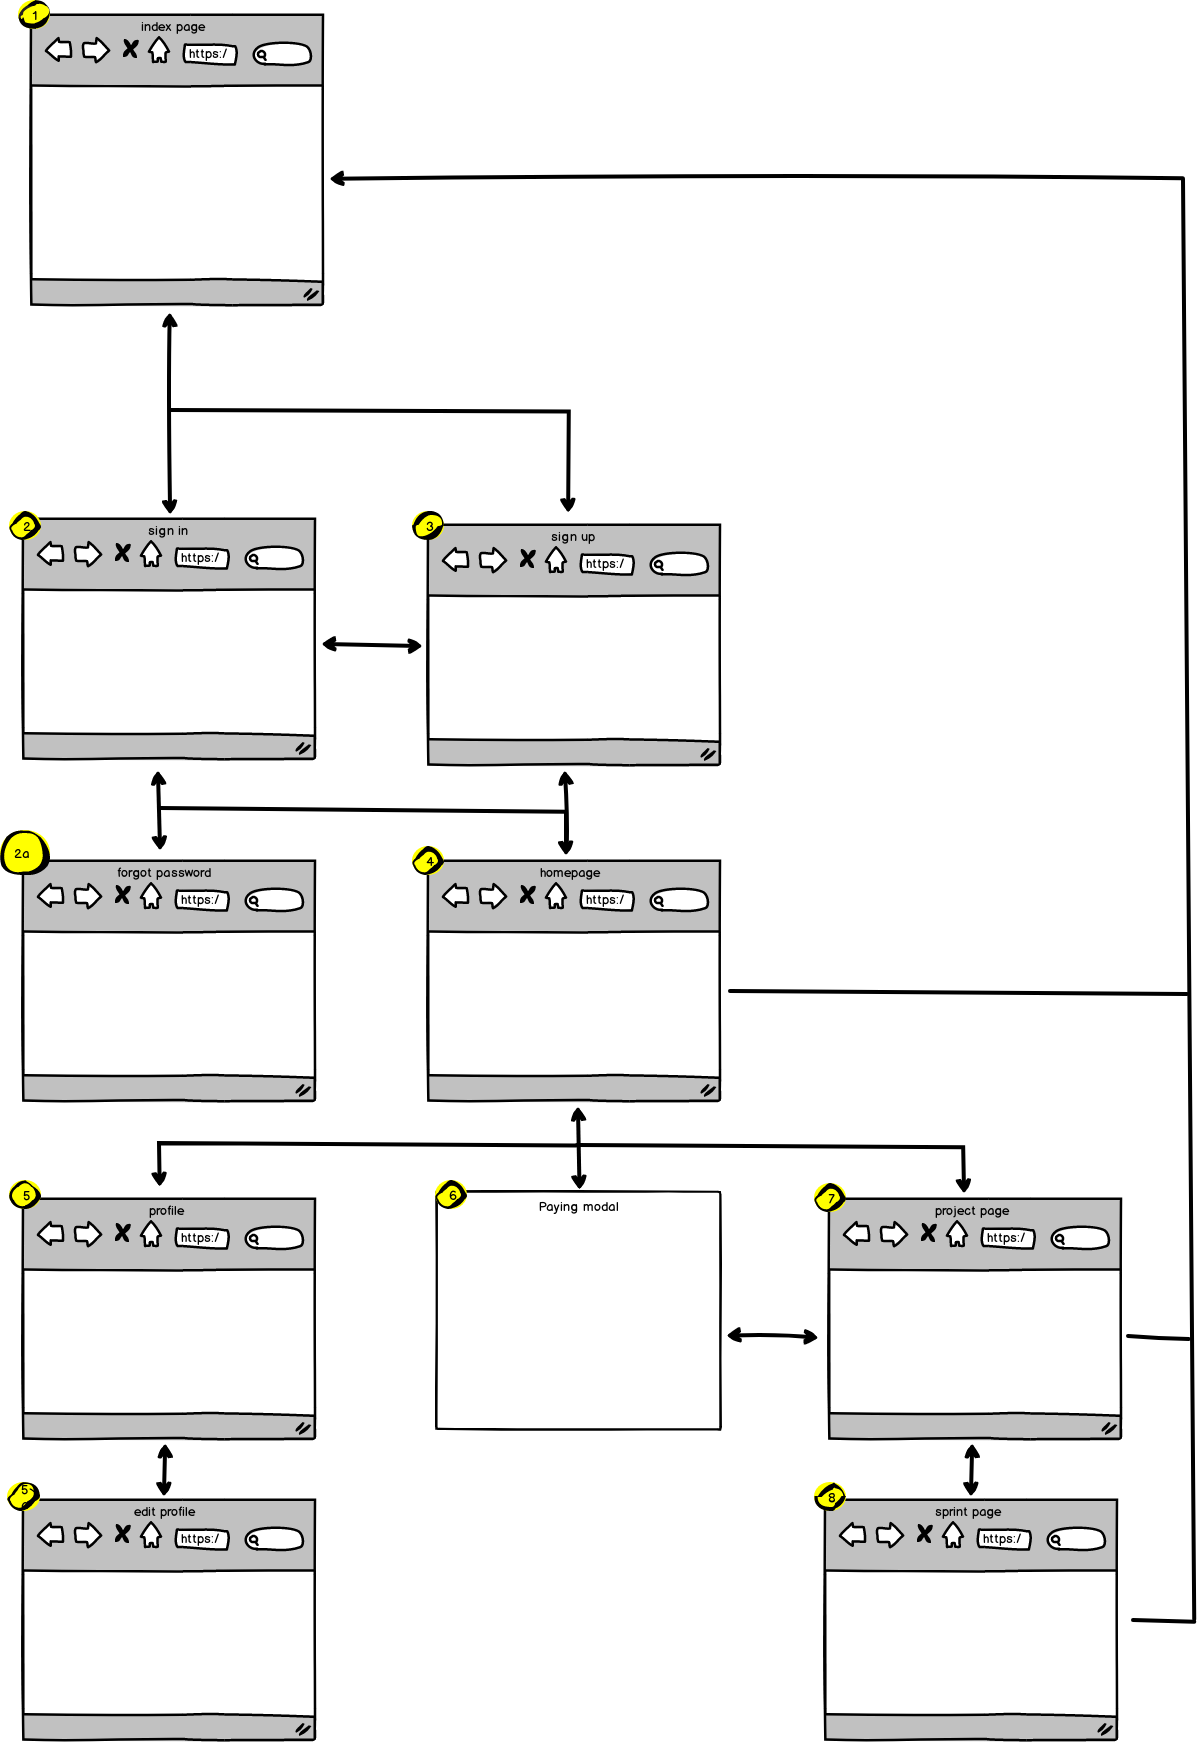 1
index page
https:/
2
sign in
https:/
3
sign up
https:/
2a
forgot password
https:/
4
homepage
https:/
5
profile
https:/
6
Paying modal
7
project page
https:/
5
edit profile
https:/
8
sprint page
https:/